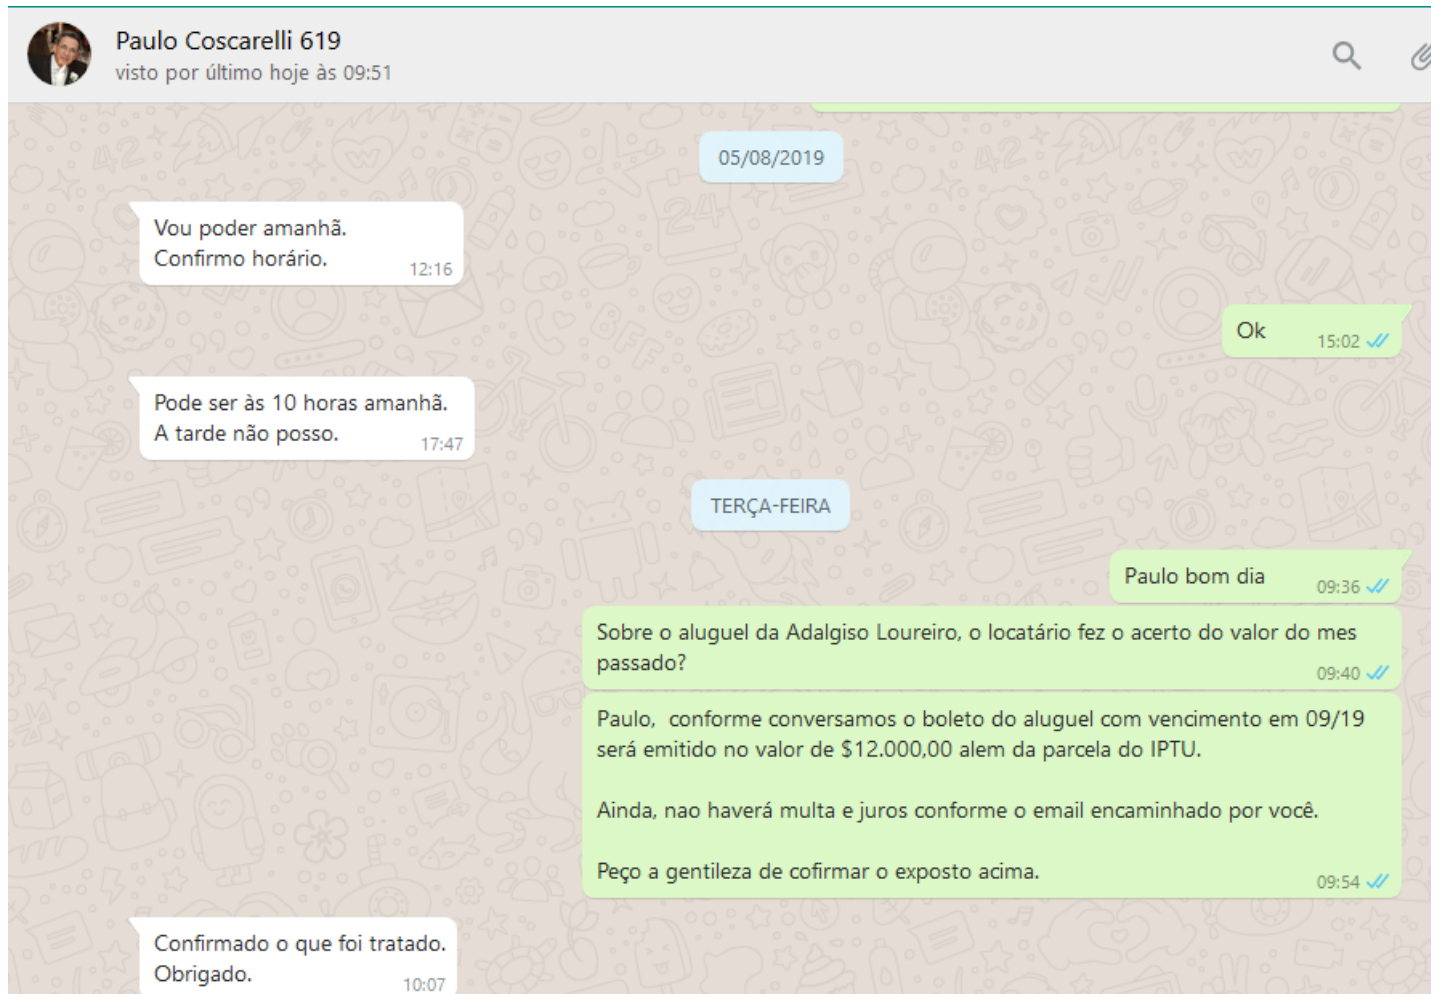 Paulo Coscarelli 619
visto por último hoje às 09:51
05/08/2019
Vou poder amanhã.
Confirmo horário. 12:16
Ok 15:02
Pode ser às 10 horas amanhã.
A tarde não posso. 17:47
TERÇA-FEIRA
Paulo bom dia 09:36
Sobre o aluguel da Adalgiso Loureiro, o locatário fez o acerto do valor do mes
passado? 09:40
Paulo,  conforme conversamos o boleto do aluguel com vencimento em 09/19
será emitido no valor de $12.000,00 alem da parcela do IPTU.
Ainda, nao haverá multa e juros conforme o email encaminhado por você.
Peço a gentileza de cofirmar o exposto acima. 09:54
Confirmado o que foi tratado.
Obrigado. 10:07